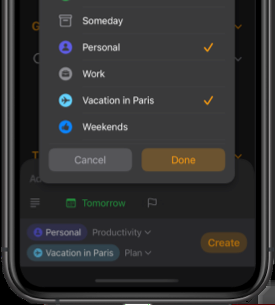 Someday
Personal
Work
Vacation in Paris
Weekends
Cancel Done
Tomorrow
Personal Productivity
Vacation in Paris Plan
Create